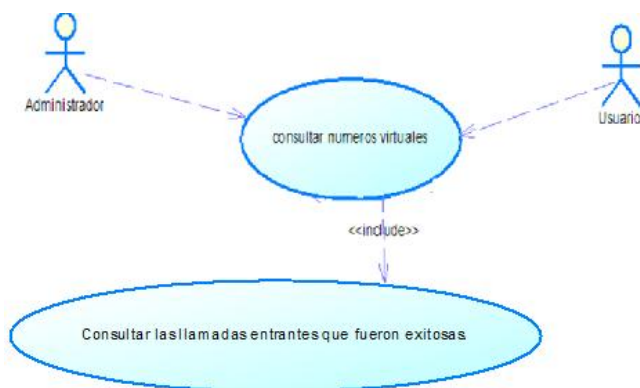 Administrador
Usuario
consultar numeros virtuales
<<include>>
Consultar las llamadas entrantes que fueron exitosas.